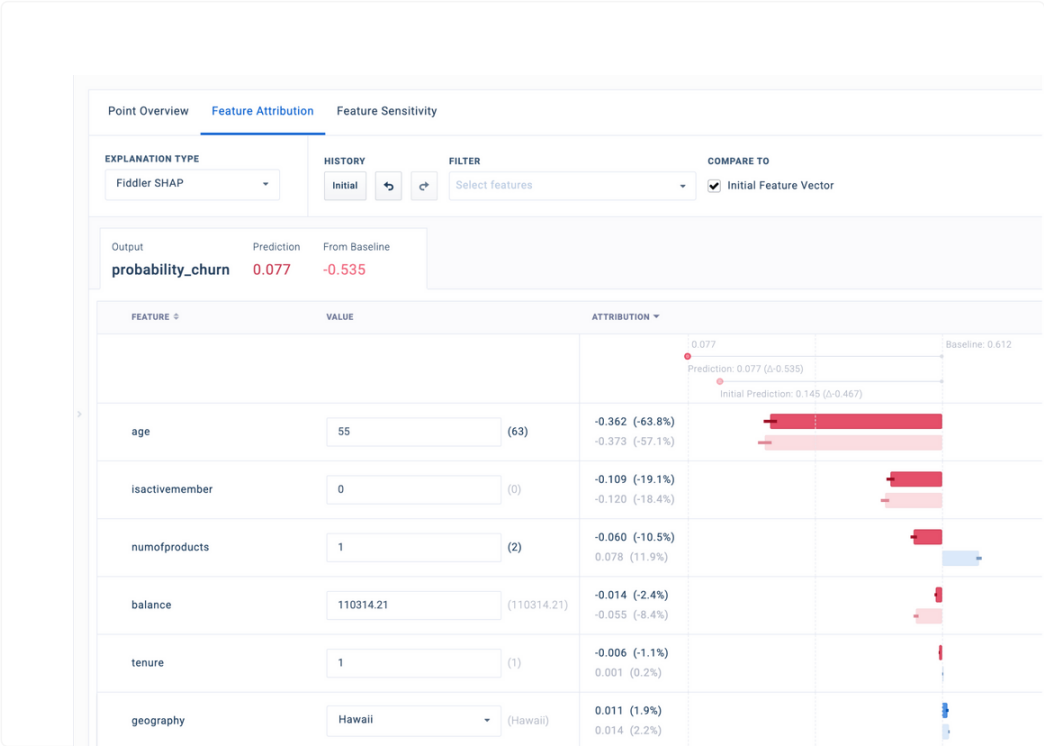 Point Overview Feature Attribution Feature Sensitivity
EXPLANATION TYPE HISTORY FILTER COMPARE TO
Fiddler SHAP Initial Select features Initial Feature Vector
Output Prediction From Baseline
probability_churn 0.077 -0.535
FEATURE VALUE ATTRIBUTION
0.077 Baseline: 0.612
Prediction: 0.077 (Δ-0.535)
Initial Prediction: 0.145 (Δ-0.467)
age 55 (63) -0.362 (-63.8%)
-0.373 (-57.1%)
isactivemember 0 (0) -0.109 (-19.1%)
-0.120 (-18.4%)
numofproducts 1 (2) -0.060 (-10.5%)
0.078 (11.9%)
balance 110314.21 (110314.21) -0.014 (-2.4%)
-0.055 (-8.4%)
tenure 1 (1) -0.006 (-1.1%)
0.001 (0.2%)
geography Hawaii (Hawaii) 0.011 (1.9%)
0.014 (2.2%)